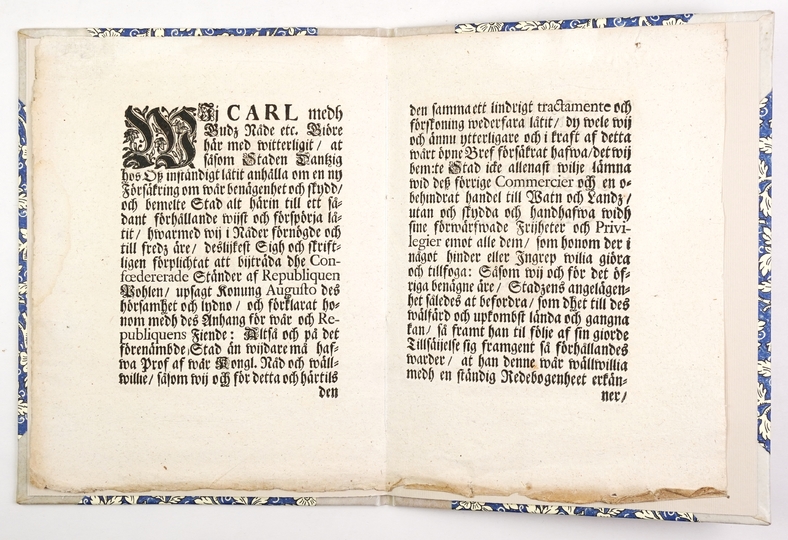 WIj CARL medh
Gudz Nåde etc. Giöre
här med witterligit / at
såsom Staden Dantzig
hos Oß inståndigt låtit anhålla om en ny
Försäkring om wår benägenhet och skydd/
och bemelte Stad alt härin till ett så-
dant förhållande wijst och förspörja lå-
tit / hwarmed wi i Nåder förnögde och
till fredz äre / deslijkest Sigh och skrift-
ligen förplichtat att bijträda dhe Con-
fœdererade Ständer af Republiquen
Pohlen / upsagt Konung Augusto des
hörsamhet och lydno / och förklarat ho-
nom medh des Anhang för wår och Re-
publiquens Fiende: Altså och på det
förenämbde Stad än wijdare må haf-
wa Prof af wår Kongl. Nåd och wäll-
willie / såsom wij och för detta och härtils
den
den samma ett lindrigt tractamente och
förskoning wederfara låtit / dy wele wij
och ännu ytterligare och i kraft af detta
wårt öpne Bref försäkrat hafwa/det wij
bem:te Stad icke allenast wilje lämna
wid deß förrige Commercier och en o-
behindrat handel till Watn och Landz/
utan och skydda och handhafwa widh
sine förwärfwade Frijheter och Privi-
legier emot alle dem / som honom der i
något hinder eller Ingrep wilia giöra
och tillfoga: Såsom wij och för det öf-
riga benägne äre / Stadzens angelägen-
het således at befordra / som dhet till des
wälfärd och upkomst lända och gangna
kan / så framt han til följe af sin giorde
Tillsäijelse sig framgent så förhållandes
warder / at han denne wår wällwillia
medh en ständig Redebogenheet erkän-
ner /